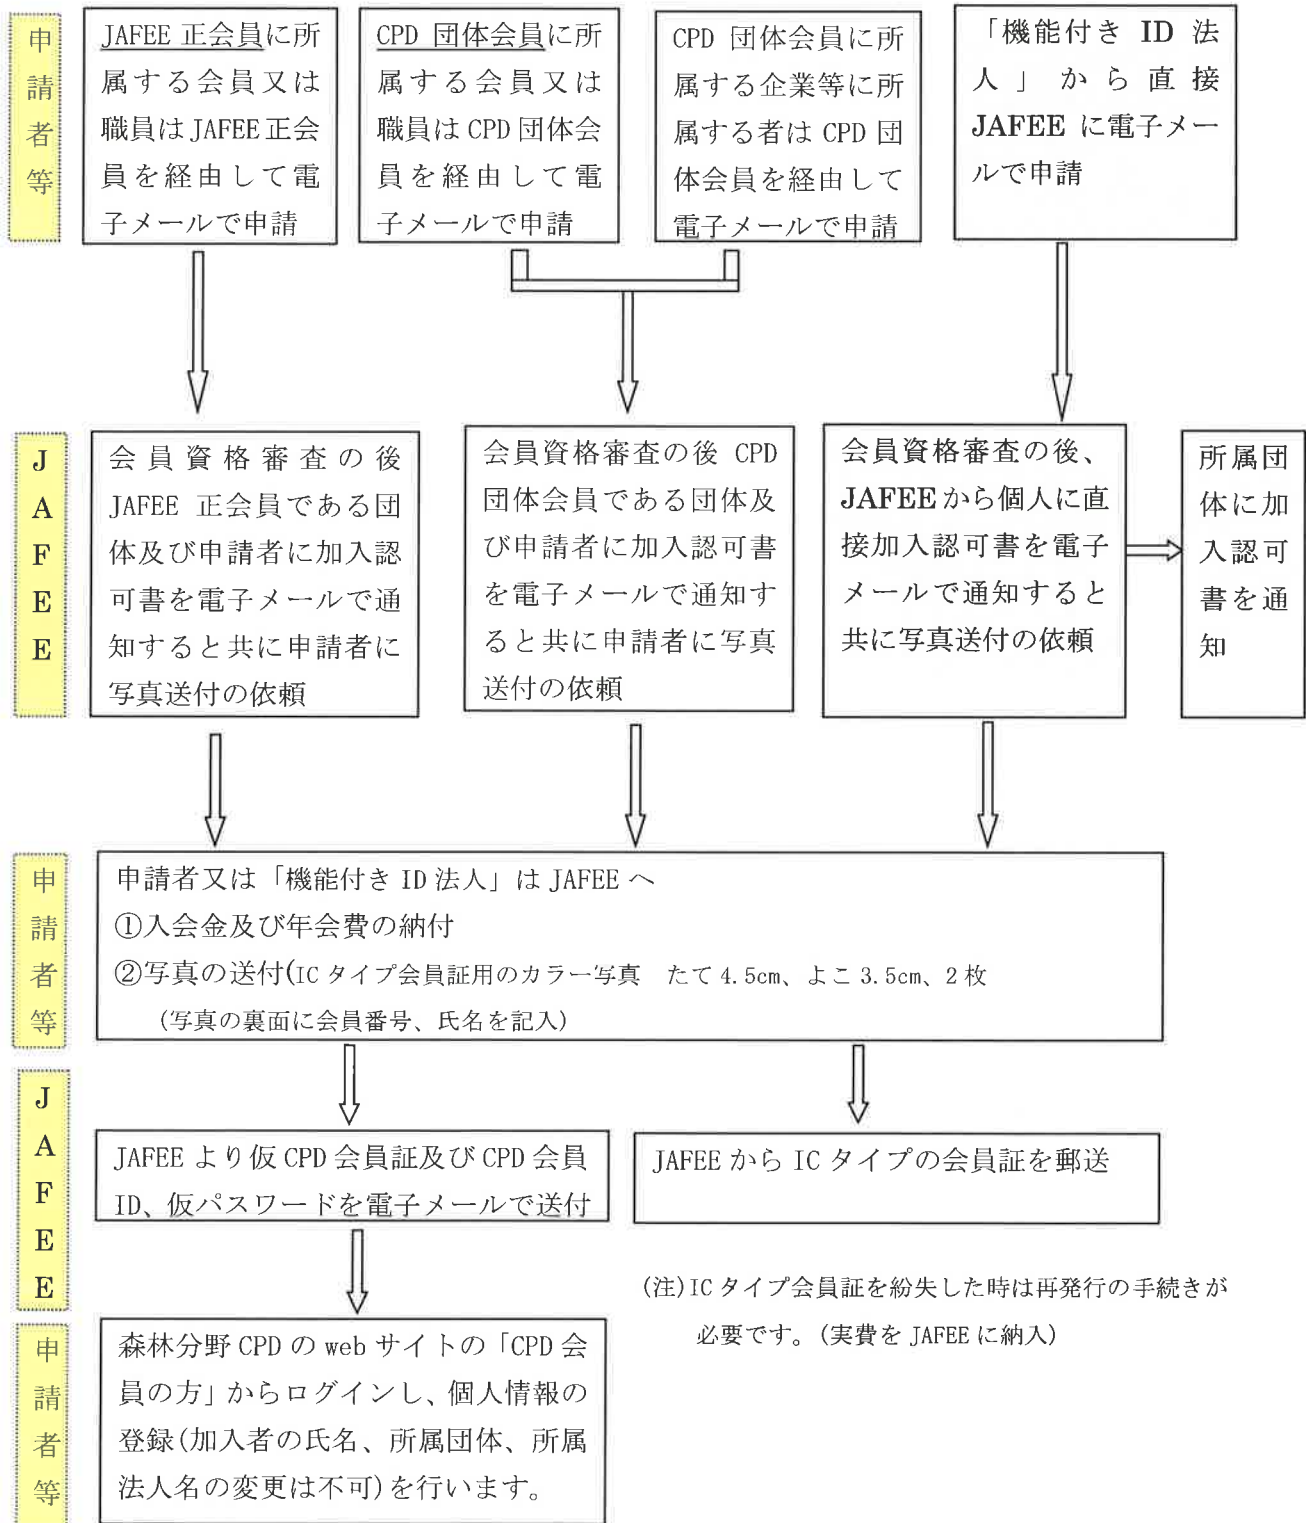 申
請
者
等
JAFEE 正会員に所
属する会員又は
職員は JAFEE 正会
員を経由して電
子メールで申請
CPD 団体会員に所
属する会員又は
職員は CPD 団体会
員を経由して電
子メールで申請
CPD 団体会員に所
属する企業等に所
属する者は CPD 団
体会員を経由して
電子メールで申請
「機能付き ID 法
人」から直接
JAFEE に電子メー
ルで申請
J
A
F
E
E
会員資格審査の後
JAFEE 正会員である団
体及び申請者に加入認
可書を電子メールで通
知すると共に申請者に
写真送付の依頼
会員資格審査の後 CPD
団体会員である団体及
び申請者に加入認可書
を電子メールで通知す
ると共に申請者に写真
送付の依頼
会員資格審査の後、
JAFEE から個人に直
接加入認可書を電子
メールで通知すると
共に写真送付の依頼
所属団
体に加
入認可
書を通
知
申
請
者
等
申請者又は「機能付き ID 法人」は JAFEE へ
①入会金及び年会費の納付
②写真の送付(IC タイプ会員証用のカラー写真 たて 4.5cm、よこ 3.5cm、2 枚
(写真の裏面に会員番号、氏名を記入)
J
A
F
E
E
JAFEE より仮 CPD 会員証及び CPD 会員
ID、仮パスワードを電子メールで送付
JAFEE から IC タイプの会員証を郵送
(注)IC タイプ会員証を紛失した時は再発行の手続きが
必要です。(実費を JAFEE に納入)
申
請
者
等
森林分野 CPD の web サイトの「CPD 会
員の方」からログインし、個人情報の
登録(加入者の氏名、所属団体、所属
法人名の変更は不可)を行います。